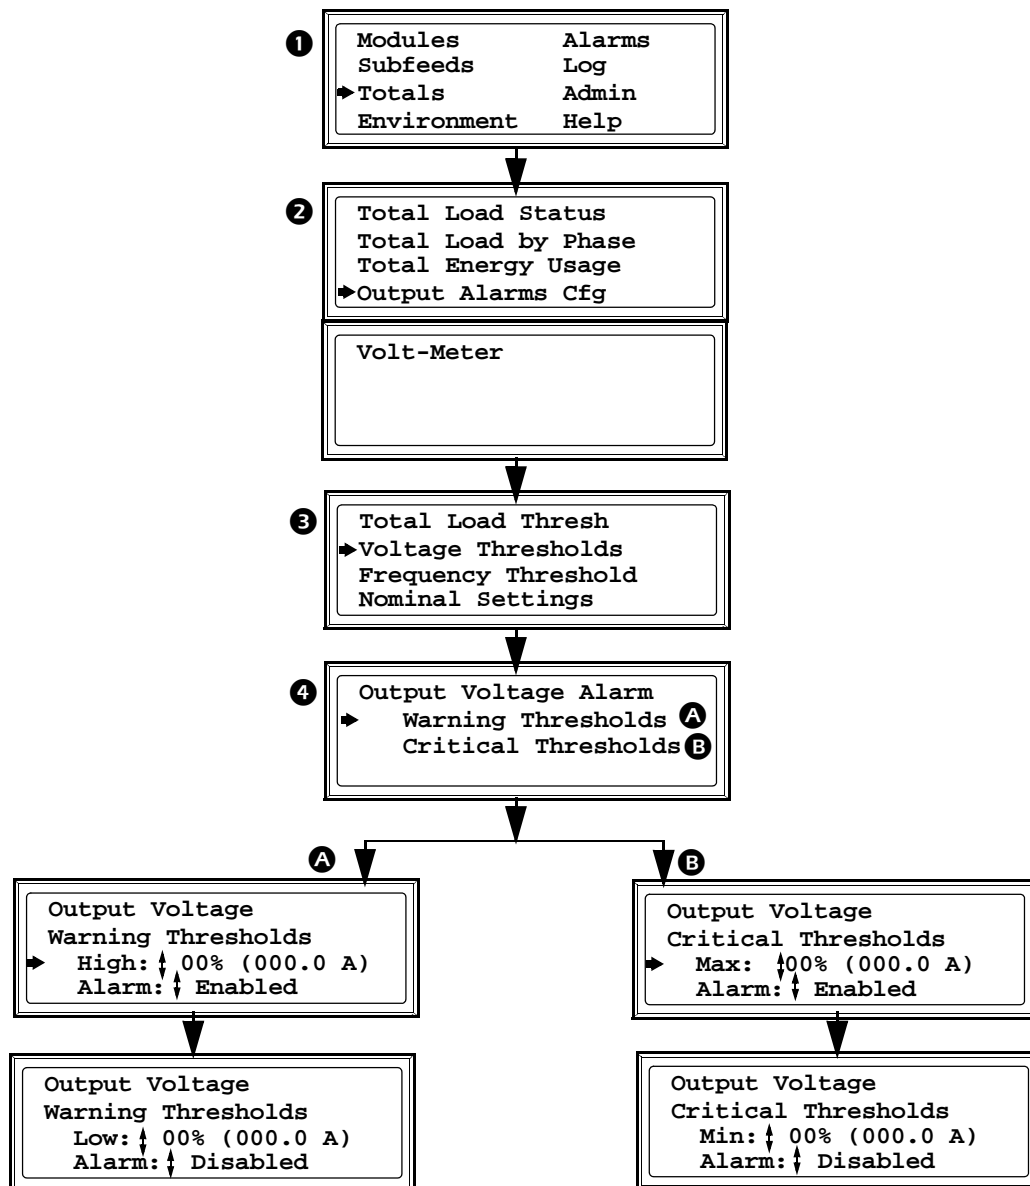 ❶
Modules Alarms
Subfeeds Log
Totals Admin
Environment Help
❷
Total Load Status
Total Load by Phase
Total Energy Usage
Output Alarms Cfg
Volt-Meter
❸
Total Load Thresh
Voltage Thresholds
Frequency Threshold
Nominal Settings
❹
Output Voltage Alarm
Warning Thresholds A
Critical Thresholds B
A
Output Voltage
Warning Thresholds
High: 00% (000.0 A)
Alarm: Enabled
Output Voltage
Warning Thresholds
Low: 00% (000.0 A)
Alarm: Disabled
B
Output Voltage
Critical Thresholds
Max: 00% (000.0 A)
Alarm: Enabled
Output Voltage
Critical Thresholds
Min: 00% (000.0 A)
Alarm: Disabled